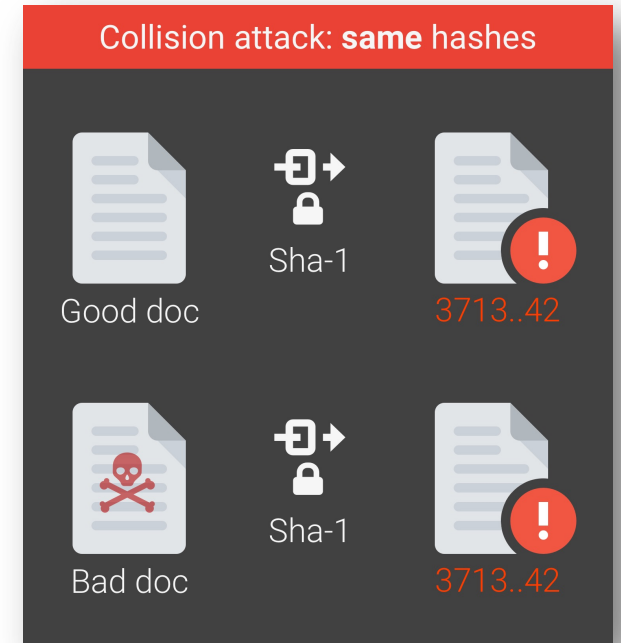 Collision attack: same hashes
Sha-1
Good doc
3713..42
Sha-1
Bad doc
3713..42